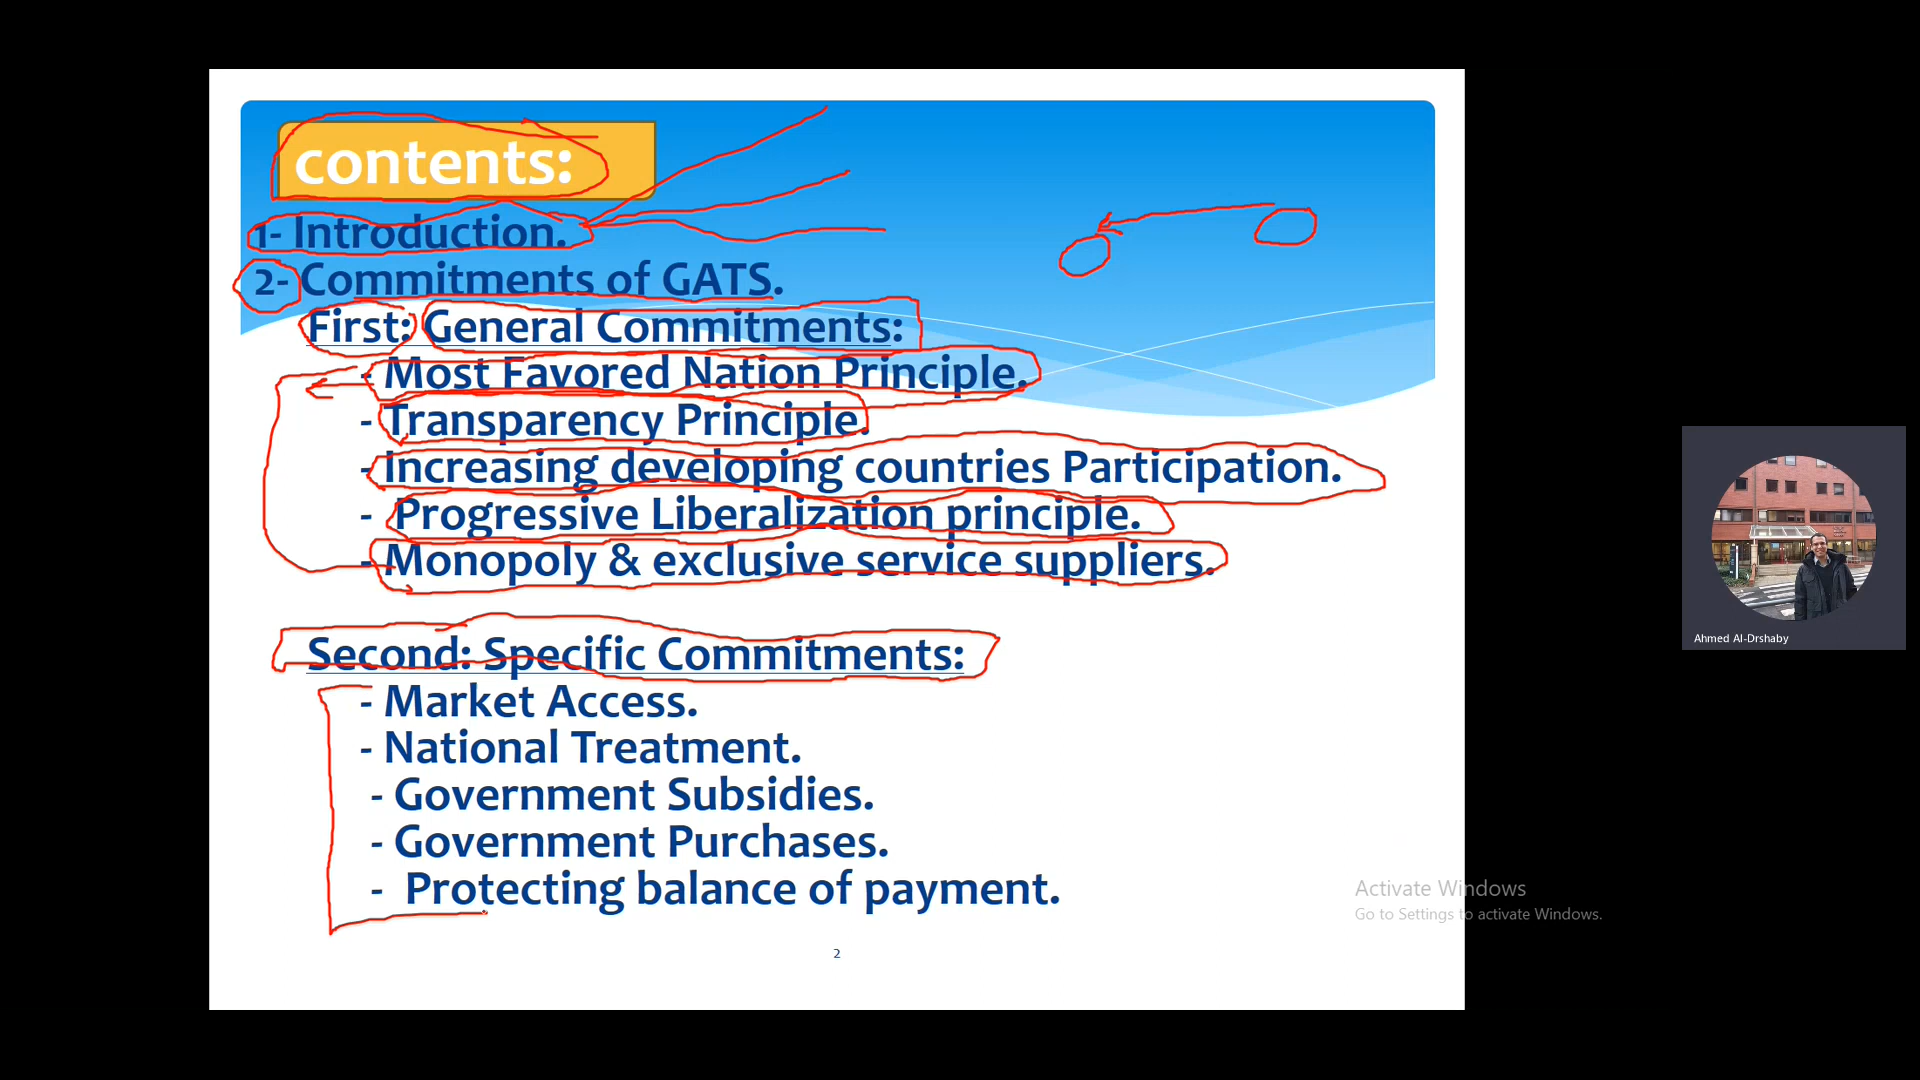 contents:
1- Introduction.
2- Commitments of GATS.
First: General Commitments:
- Most Favored Nation Principle.
- Transparency Principle.
- Increasing developing countries Participation.
- Progressive Liberalization principle.
- Monopoly & exclusive service suppliers.
Second: Specific Commitments:
- Market Access.
- National Treatment.
- Government Subsidies.
- Government Purchases.
- Protecting balance of payment.
2
Activate Windows
Go to Settings to activate Windows.
Ahmed Al-Drshaby